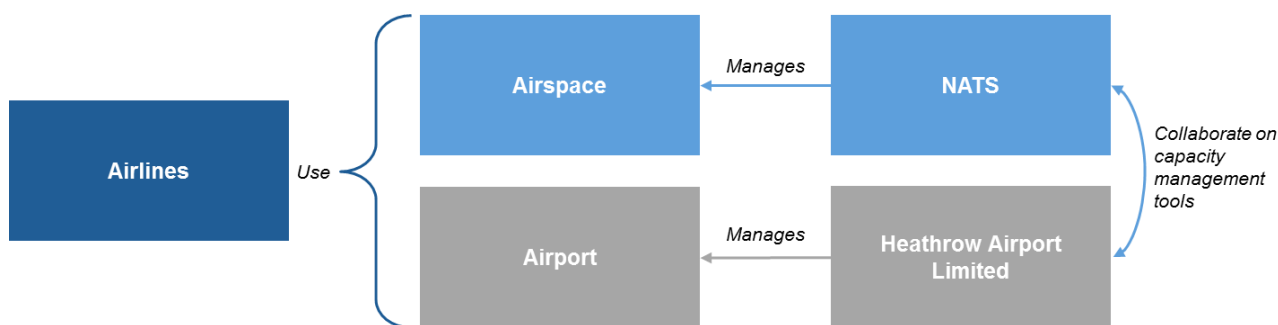 Airlines
Use
Airspace
Manages
NATS
Airport
Manages
Heathrow Airport
Limited
Collaborate on
capacity
management
tools